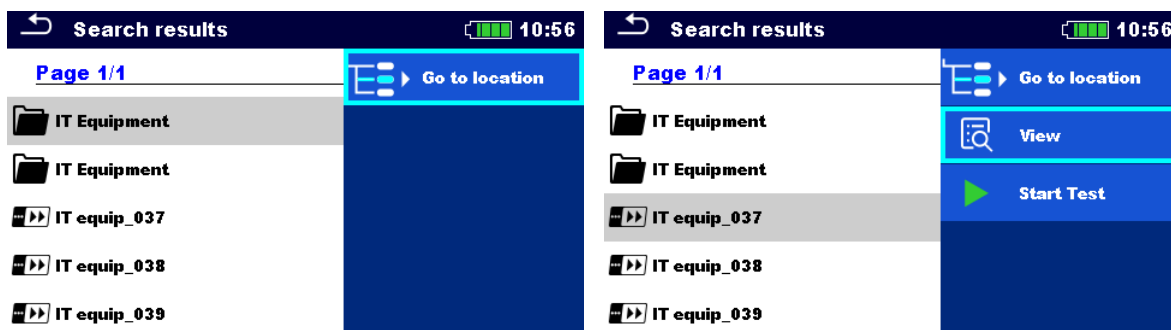 Search results 10:56
Page 1/1
Go to location
IT Equipment
IT Equipment
IT equip_037
IT equip_038
IT equip_039
Search results 10:56
Page 1/1
Go to location
IT Equipment
View
IT Equipment
Start Test
IT equip_037
IT equip_038
IT equip_039